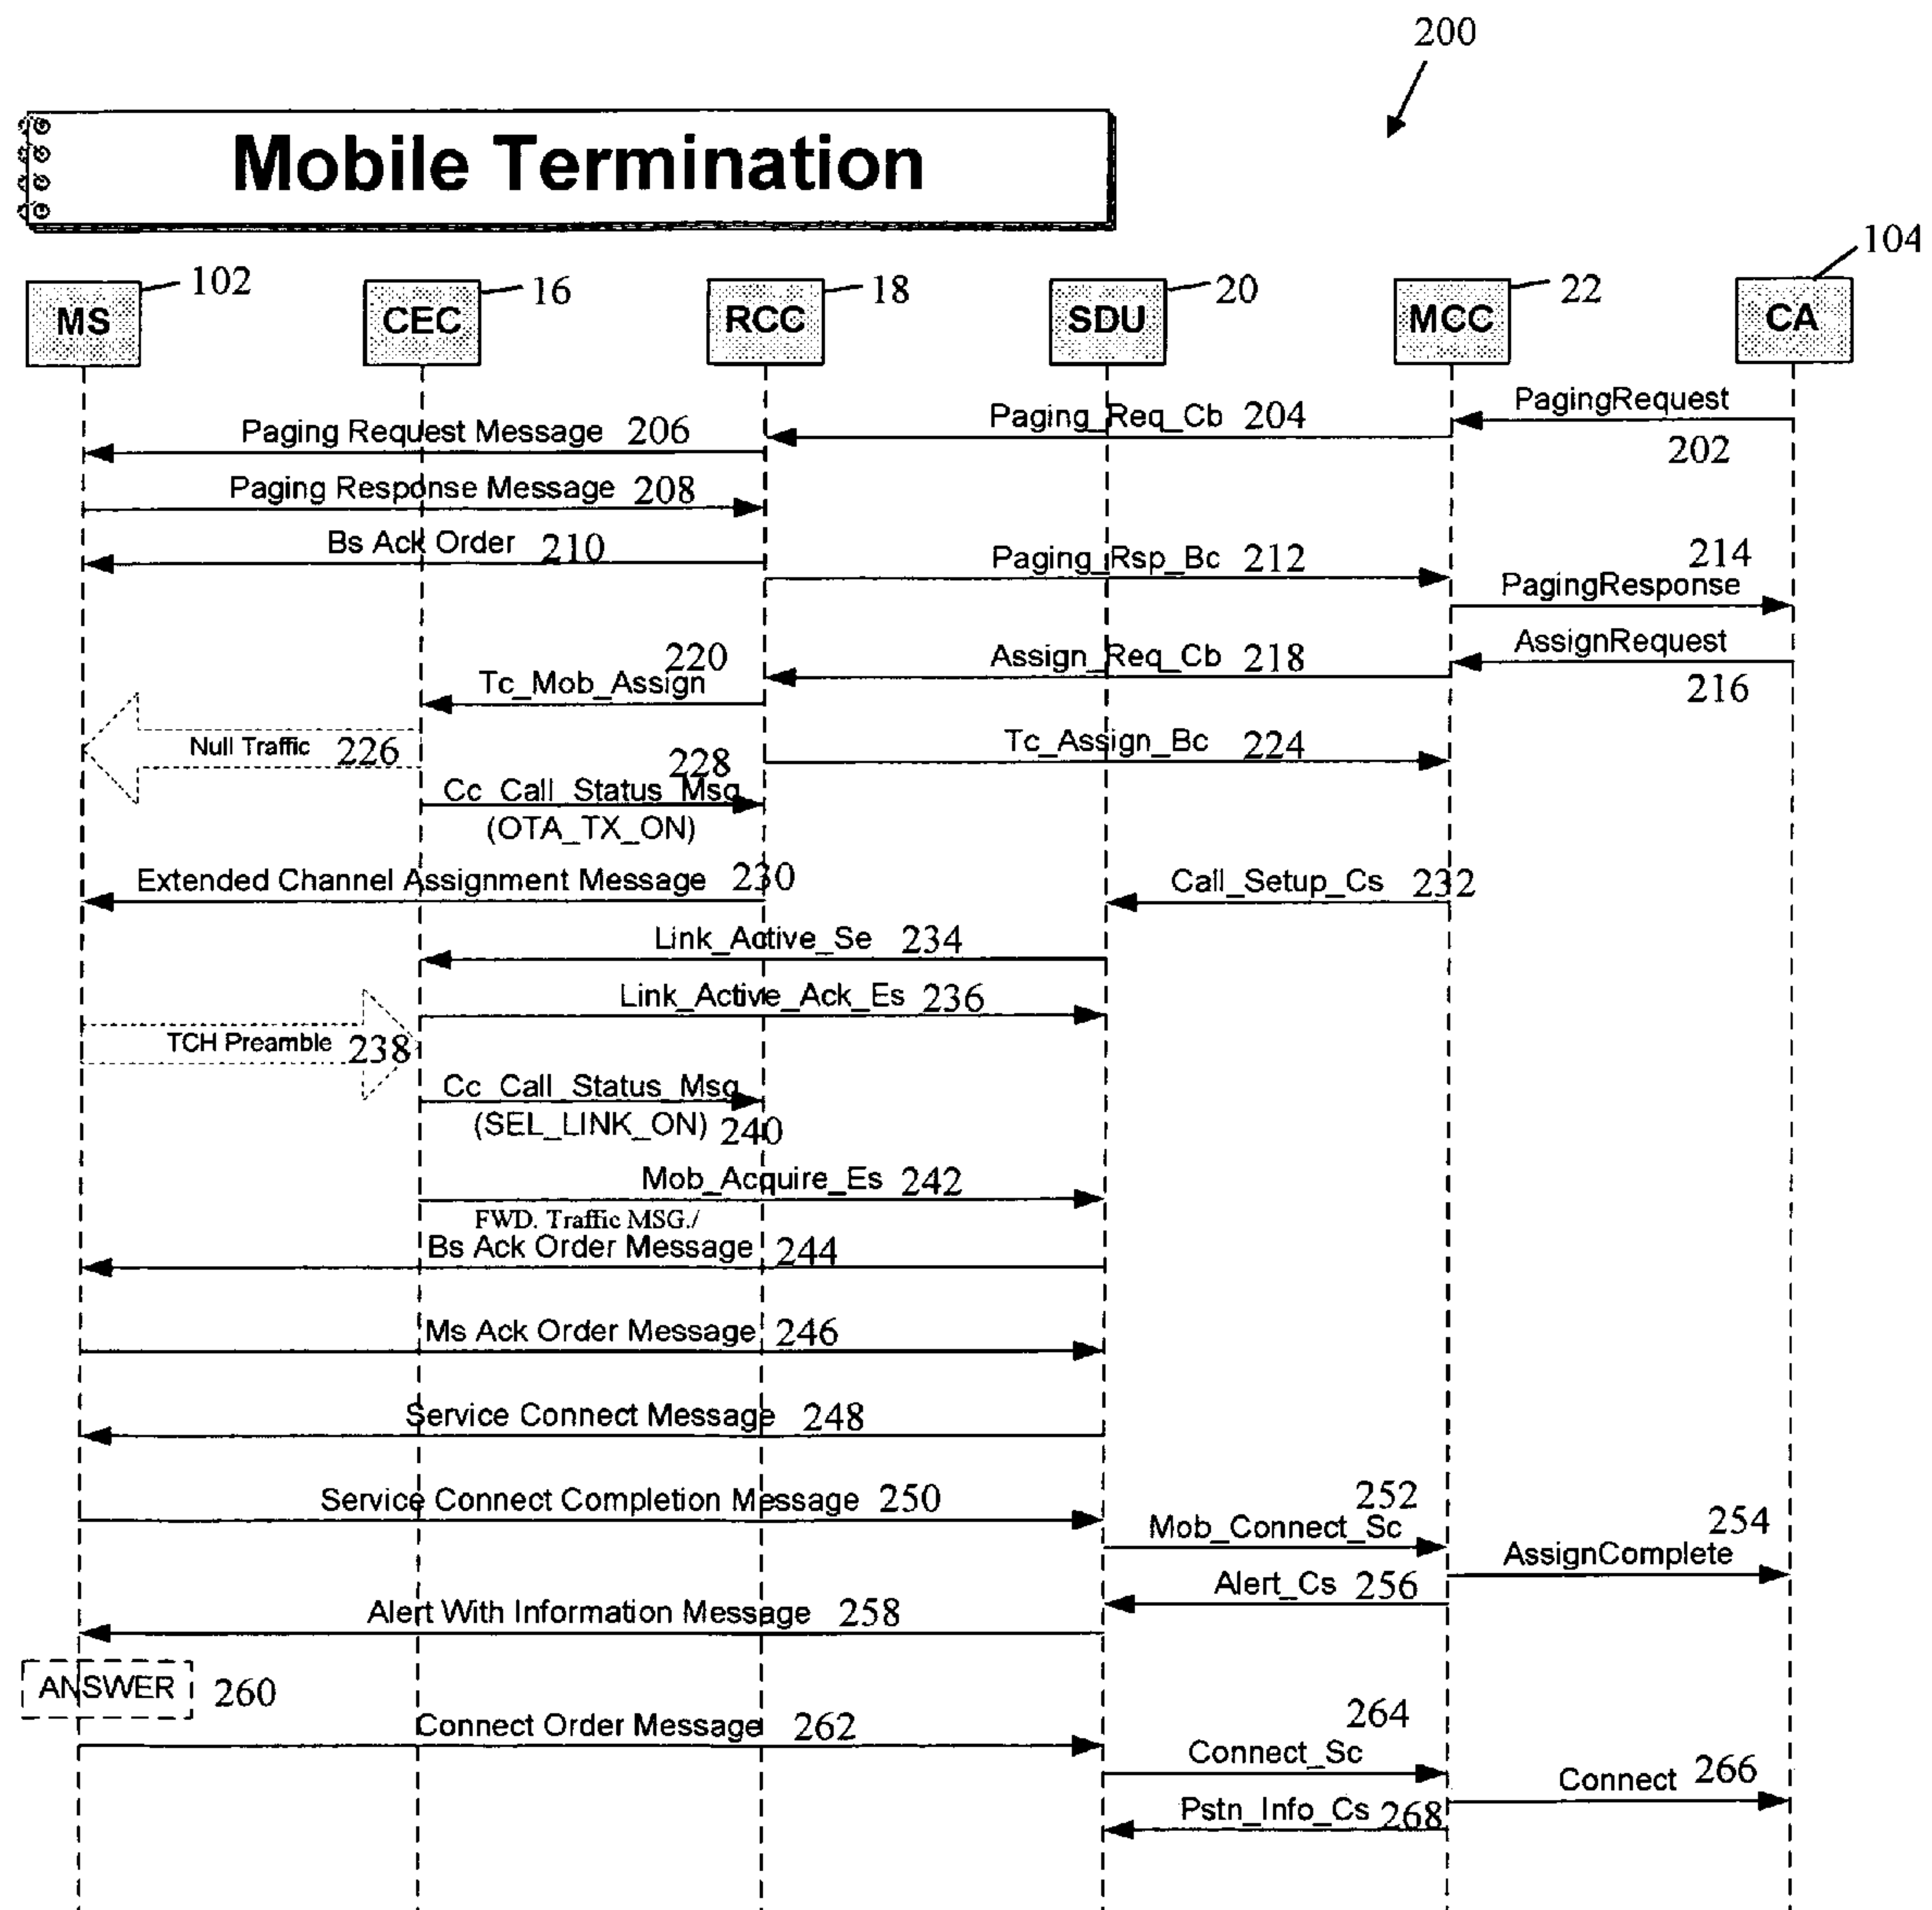 200
Mobile Termination
102
16
18
20
22
104
MS
CEC
RCC
SDU
MCC
CA
PagingRequest
202
Paging_Req_Cb 204
Paging Request Message 206
Paging Response Message 208
Bs Ack Order 210
Paging_Rsp_Bc 212
214
PagingResponse
AssignRequest
216
Assign_Req_Cb 218
220
Tc_Mob_Assign
Null Traffic 226
Tc_Assign_Bc 224
228
Cc_Call_Status_Msg
(OTA_TX_ON)
Extended Channel Assignment Message 230
Call_Setup_Cs 232
Link_Active_Se 234
Link_Active_Ack_Es 236
TCH Preamble 238
Cc_Call_Status_Msg
(SEL_LINK_ON) 240
Mob_Acquire_Es 242
FWD. Traffic MSG./
Bs Ack Order Message 244
Ms Ack Order Message 246
Service Connect Message 248
Service Connect Completion Message 250
252
Mob_Connect_Sc
254
AssignComplete
Alert_Cs 256
Alert With Information Message 258
ANSWER 260
Connect Order Message 262
264
Connect_Sc
Connect 266
Pstn_Info_Cs 268